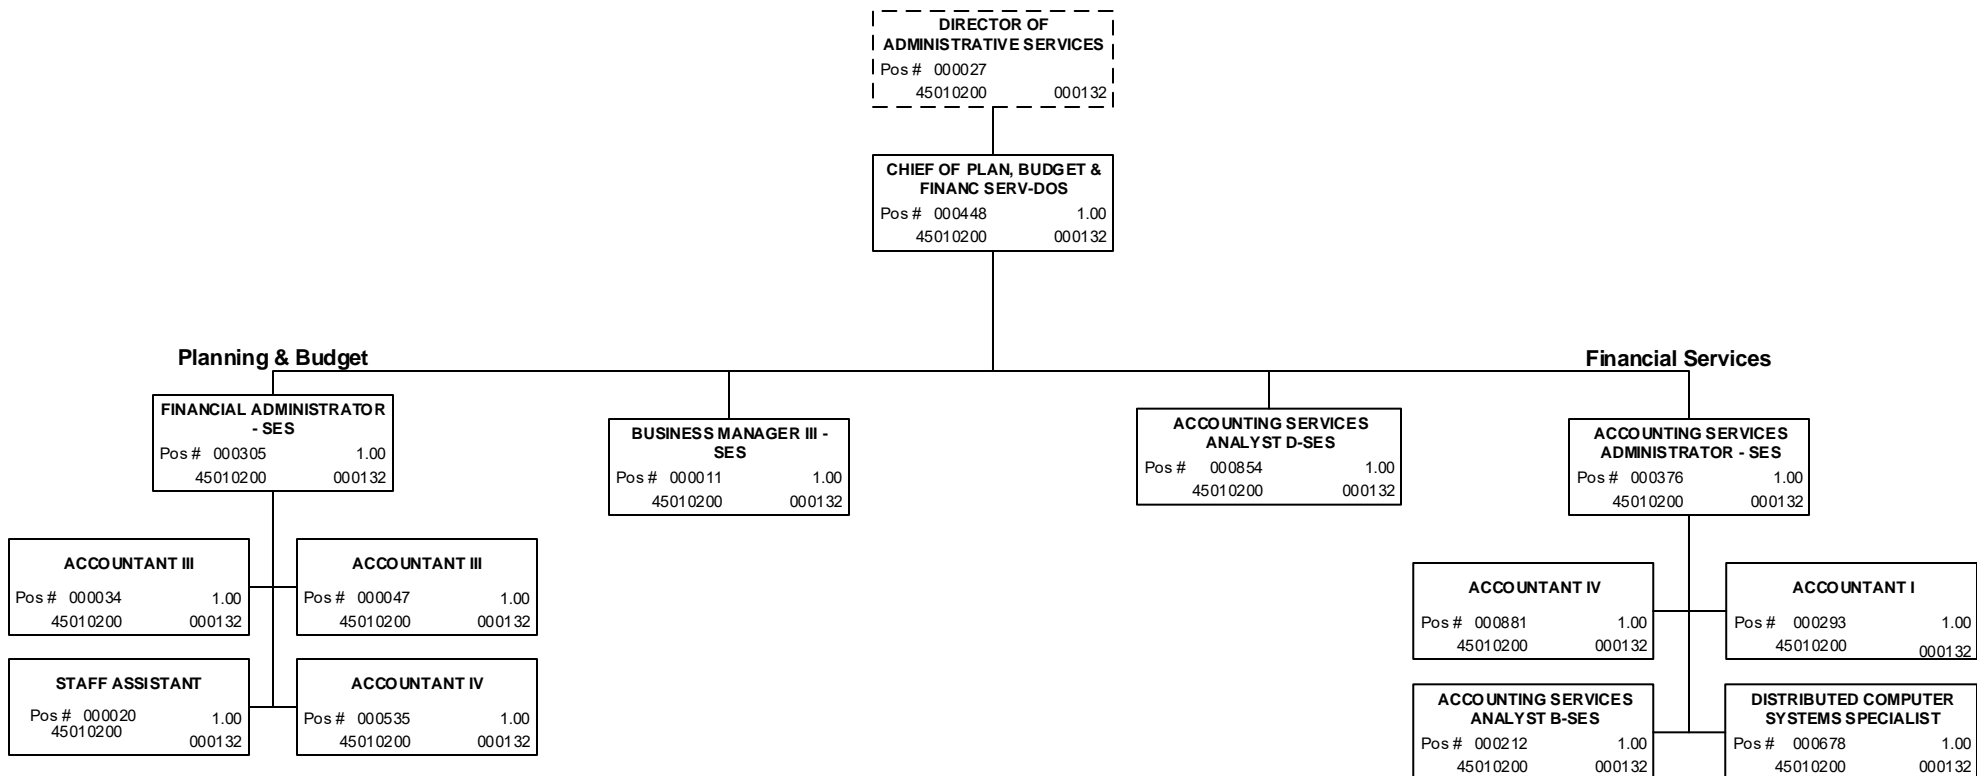 DIRECTOR OF
ADMINISTRATIVE SERVICES
Pos # 000027
45010200 000132
CHIEF OF PLAN, BUDGET &
FINANC SERV-DOS
Pos # 000448 1.00
45010200 000132
Planning & Budget
Financial Services
FINANCIAL ADMINISTRATOR
- SES
Pos # 000305 1.00
45010200 000132
BUSINESS MANAGER III -
SES
Pos # 000011 1.00
45010200 000132
ACCOUNTING SERVICES
ANALYST D-SES
Pos # 000854 1.00
45010200 000132
ACCOUNTING SERVICES
ADMINISTRATOR - SES
Pos # 000376 1.00
45010200 000132
ACCOUNTANT III
Pos # 000034 1.00
45010200 000132
ACCOUNTANT III
Pos # 000047 1.00
45010200 000132
STAFF ASSISTANT
Pos # 000020 1.00
45010200 000132
ACCOUNTANT IV
Pos # 000535 1.00
45010200 000132
ACCOUNTANT IV
Pos # 000881 1.00
45010200 000132
ACCOUNTANT I
Pos # 000293 1.00
45010200 000132
ACCOUNTING SERVICES
ANALYST B-SES
Pos # 000212 1.00
45010200 000132
DISTRIBUTED COMPUTER
SYSTEMS SPECIALIST
Pos # 000678 1.00
45010200 000132